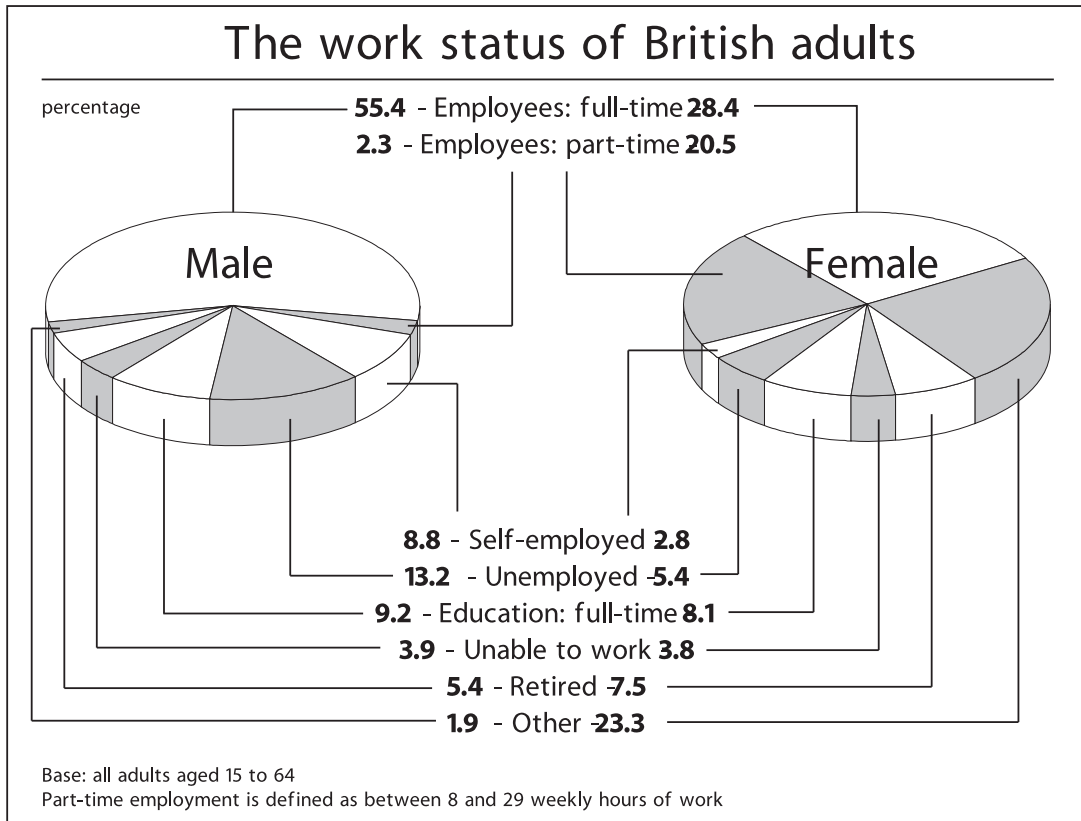 The work status of British adults
percentage
55.4 - Employees: full-time - 28.4
2.3 - Employees: part-time - 20.5
Male
Female
8.8 - Self-employed - 2.8
13.2 - Unemployed - 5.4
9.2 - Education: full-time 8.1
3.9 - Unable to work 3.8
5.4 - Retired - 7.5
1.9 - Other - 23.3
Base: all adults aged 15 to 64
Part-time employment is defined as between 8 and 29 weekly hours of work